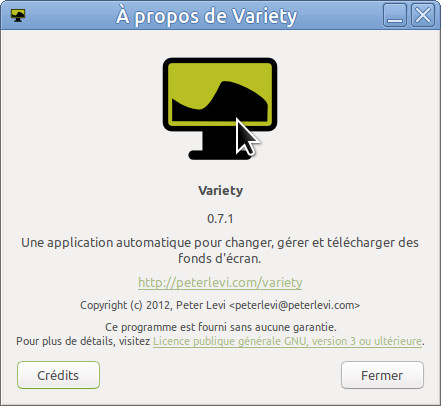 À propos de Variety
Variety
0.7.1
Une application automatique pour changer, gérer et télécharger des
fonds d'écran.
http://peterlevi.com/variety
Copyright (c) 2012, Peter Levi <peterlevi@peterlevi.com>
Ce programme est fourni sans aucune garantie.
Pour plus de détails, visitez Licence publique générale GNU, version 3 ou ultérieure.
Crédits
Fermer